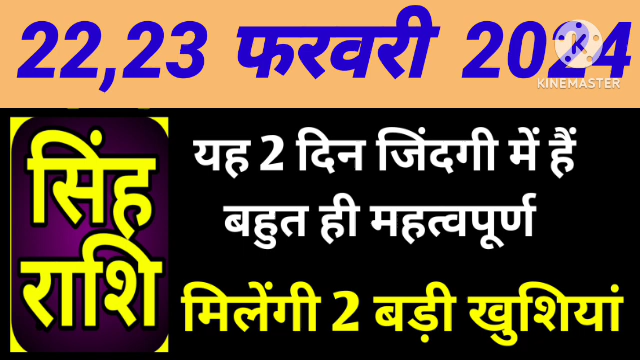 22,23 फरवरी 2024
KINEMASTER
सिंह
राशि
यह 2 दिन जिंदगी में हैं
बहुत ही महत्वपूर्ण
मिलेंगी 2 बड़ी खुशियां